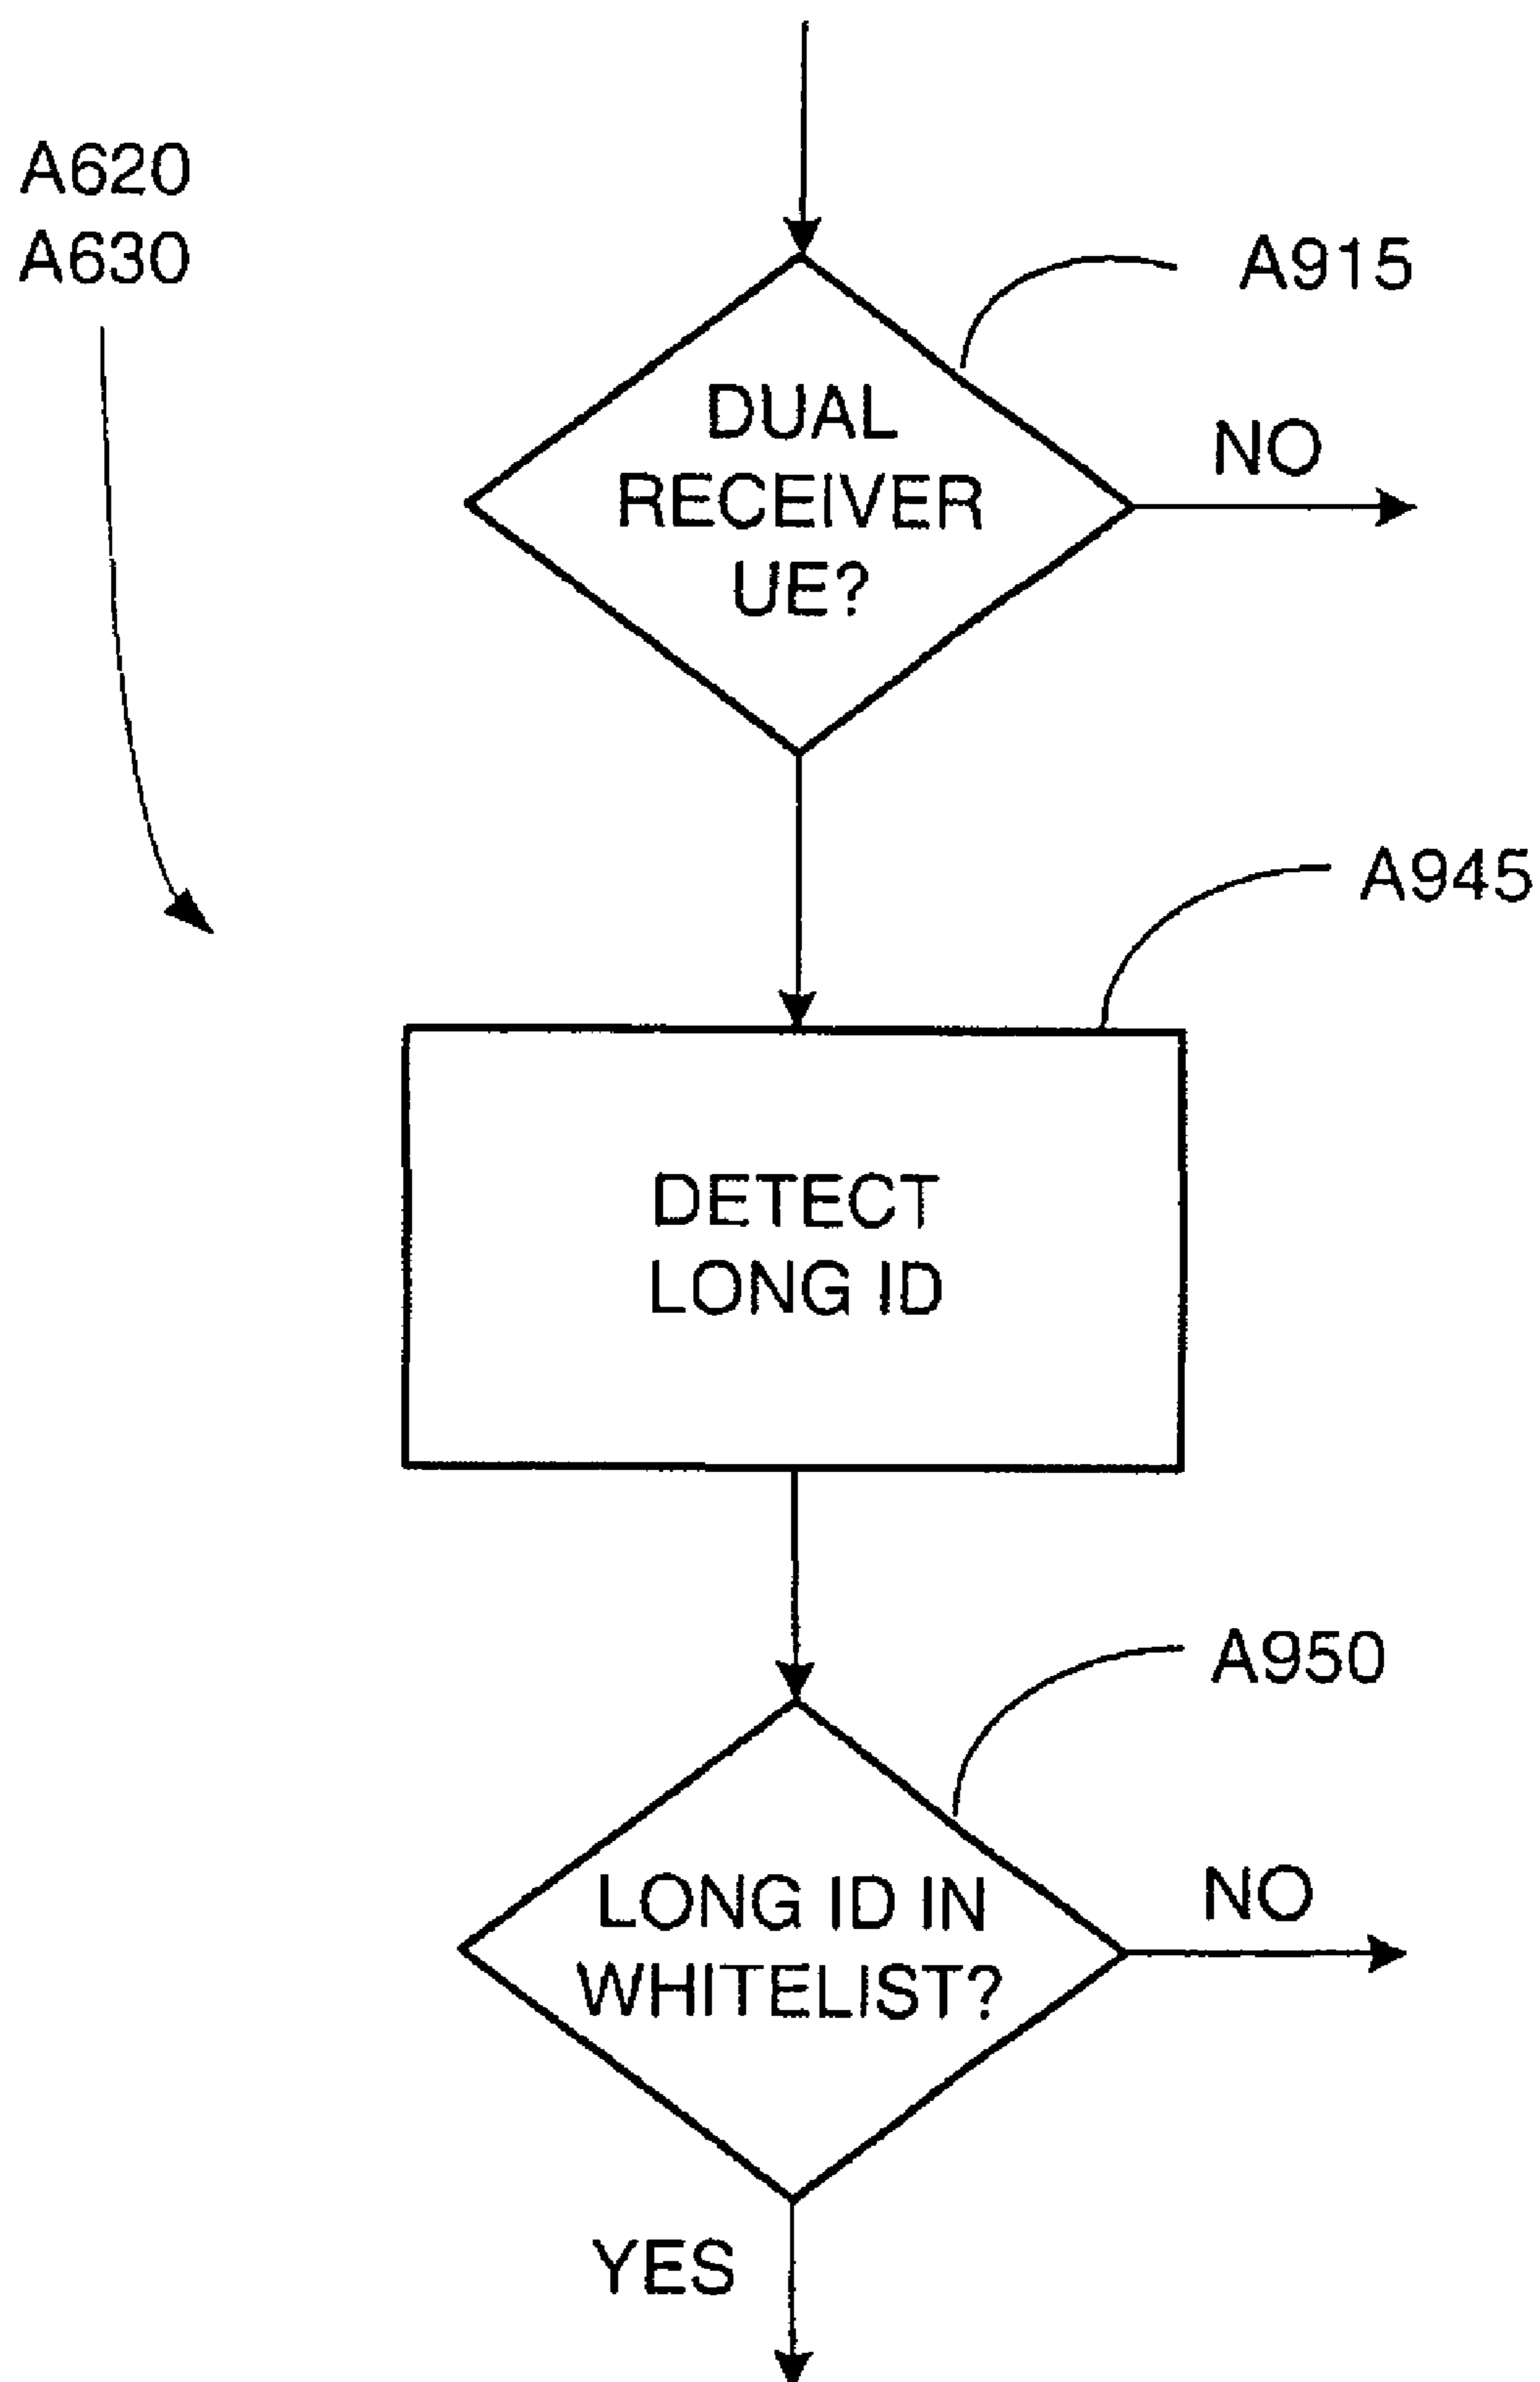 A620
A630
A915
DUAL
RECEIVER
UE?
NO
A945
DETECT
LONG ID
A950
LONG ID IN
WHITELIST?
NO
YES